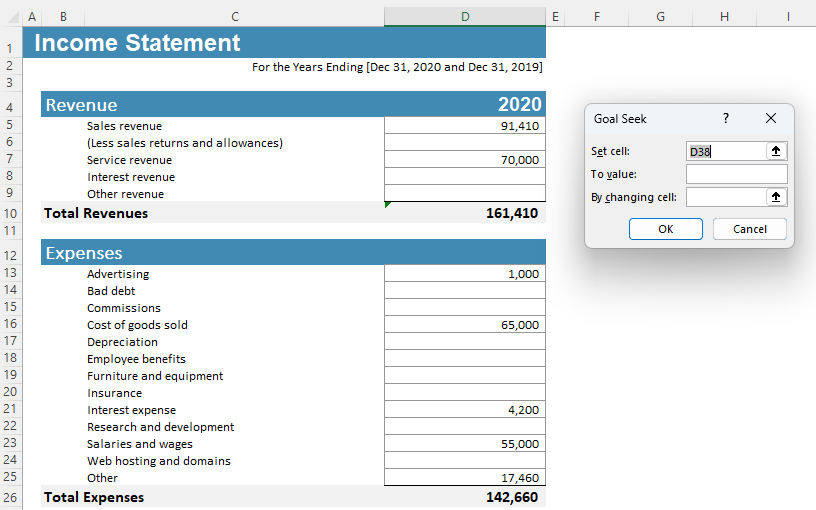 A B C D E F G H I
1 Income Statement
2 For the Years Ending [Dec 31, 2020 and Dec 31, 2019]
3
4 Revenue 2020
5 Sales revenue 91,410
6 (Less sales returns and allowances)
7 Service revenue 70,000
8 Interest revenue
9 Other revenue
10 Total Revenues 161,410
11
12 Expenses
13 Advertising 1,000
14 Bad debt
15 Commissions
16 Cost of goods sold 65,000
17 Depreciation
18 Employee benefits
19 Furniture and equipment
20 Insurance
21 Interest expense 4,200
22 Research and development
23 Salaries and wages 55,000
24 Web hosting and domains
25 Other 17,460
26 Total Expenses 142,660
Goal Seek ?
Set cell: D38
To value:
By changing cell:
OK Cancel